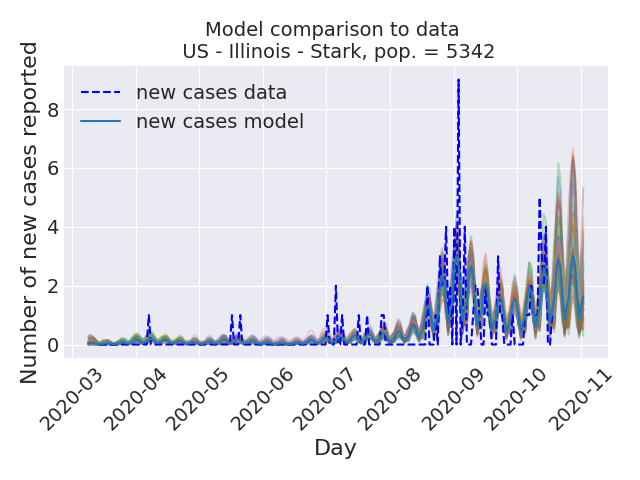 Model comparison to data
US - Illinois - Stark, pop. = 5342
Number of new cases reported
new cases data
new cases model
8
6
4
2
0
2020-03
2020-04
2020-05
2020-06
2020-07
2020-08
2020-09
2020-10
2020-11
Day